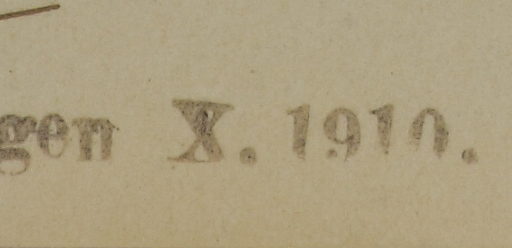 gen X. 1910.